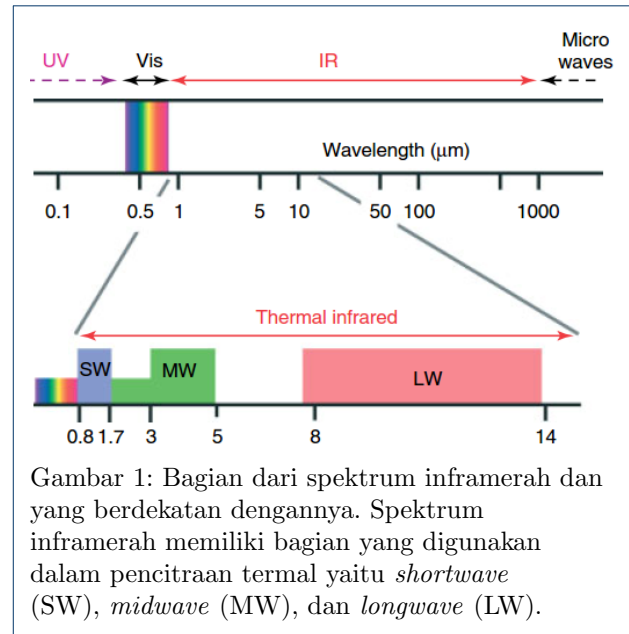 UV Vis IR Micro waves
Wavelength (µm)
0.1 0.5 1 5 10 50 100 1000
Thermal infrared
SW MW LW
0.8 1.7 3 5 8 14
Gambar 1: Bagian dari spektrum inframerah dan
yang berdekatan dengannya. Spektrum
inframerah memiliki bagian yang digunakan
dalam pencitraan termal yaitu shortwave
(SW), midwave (MW), dan longwave (LW).